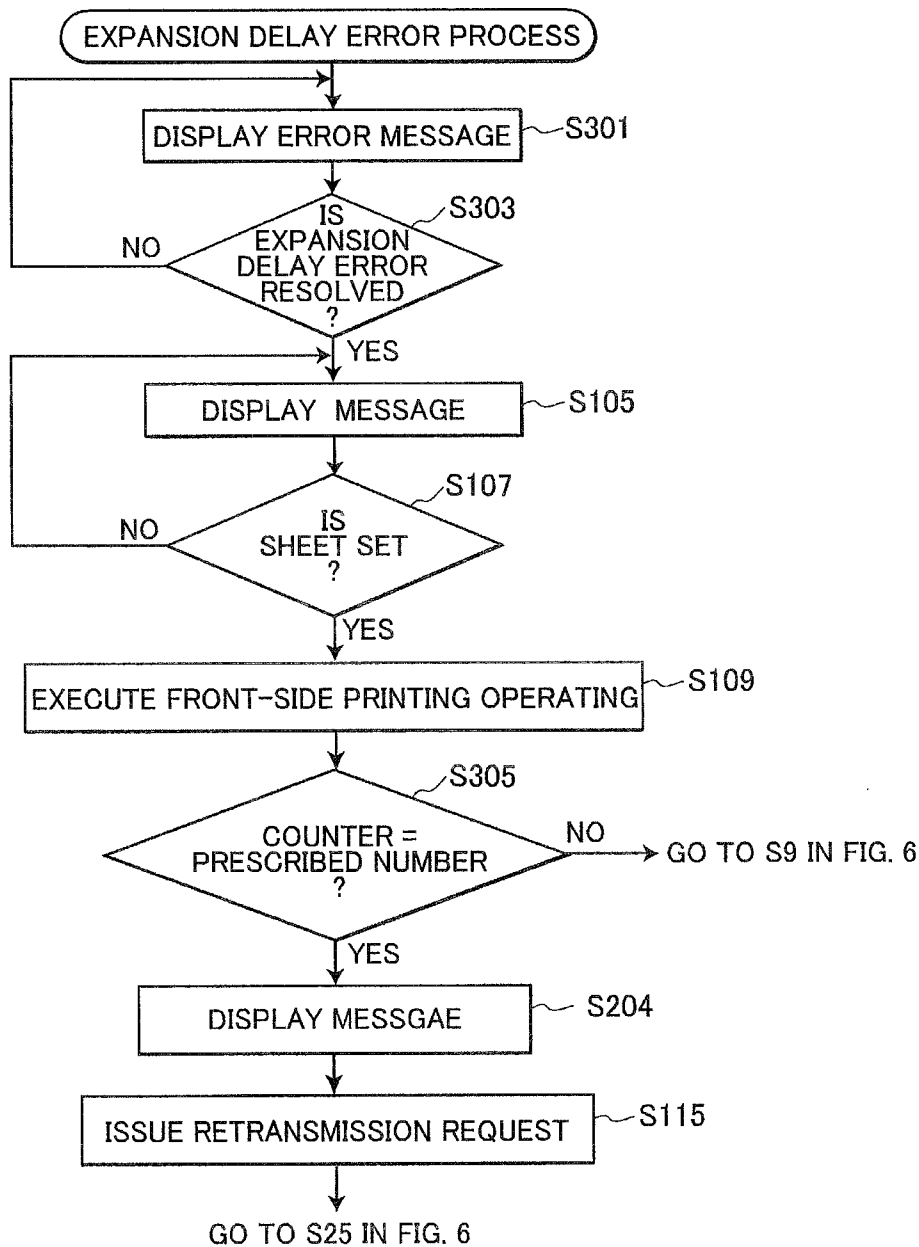 EXPANSION DELAY ERROR PROCESS
DISPLAY ERROR MESSAGE
S301
IS
EXPANSION
DELAY ERROR
RESOLVED
?
S303
NO
YES
DISPLAY MESSAGE
S105
IS
SHEET SET
?
S107
NO
YES
EXECUTE FRONT-SIDE PRINTING OPERATING
S109
COUNTER =
PRESCRIBED NUMBER
?
S305
NO
GO TO S9 IN FIG. 6
YES
DISPLAY MESSGAE
S204
ISSUE RETRANSMISSION REQUEST
S115
GO TO S25 IN FIG. 6